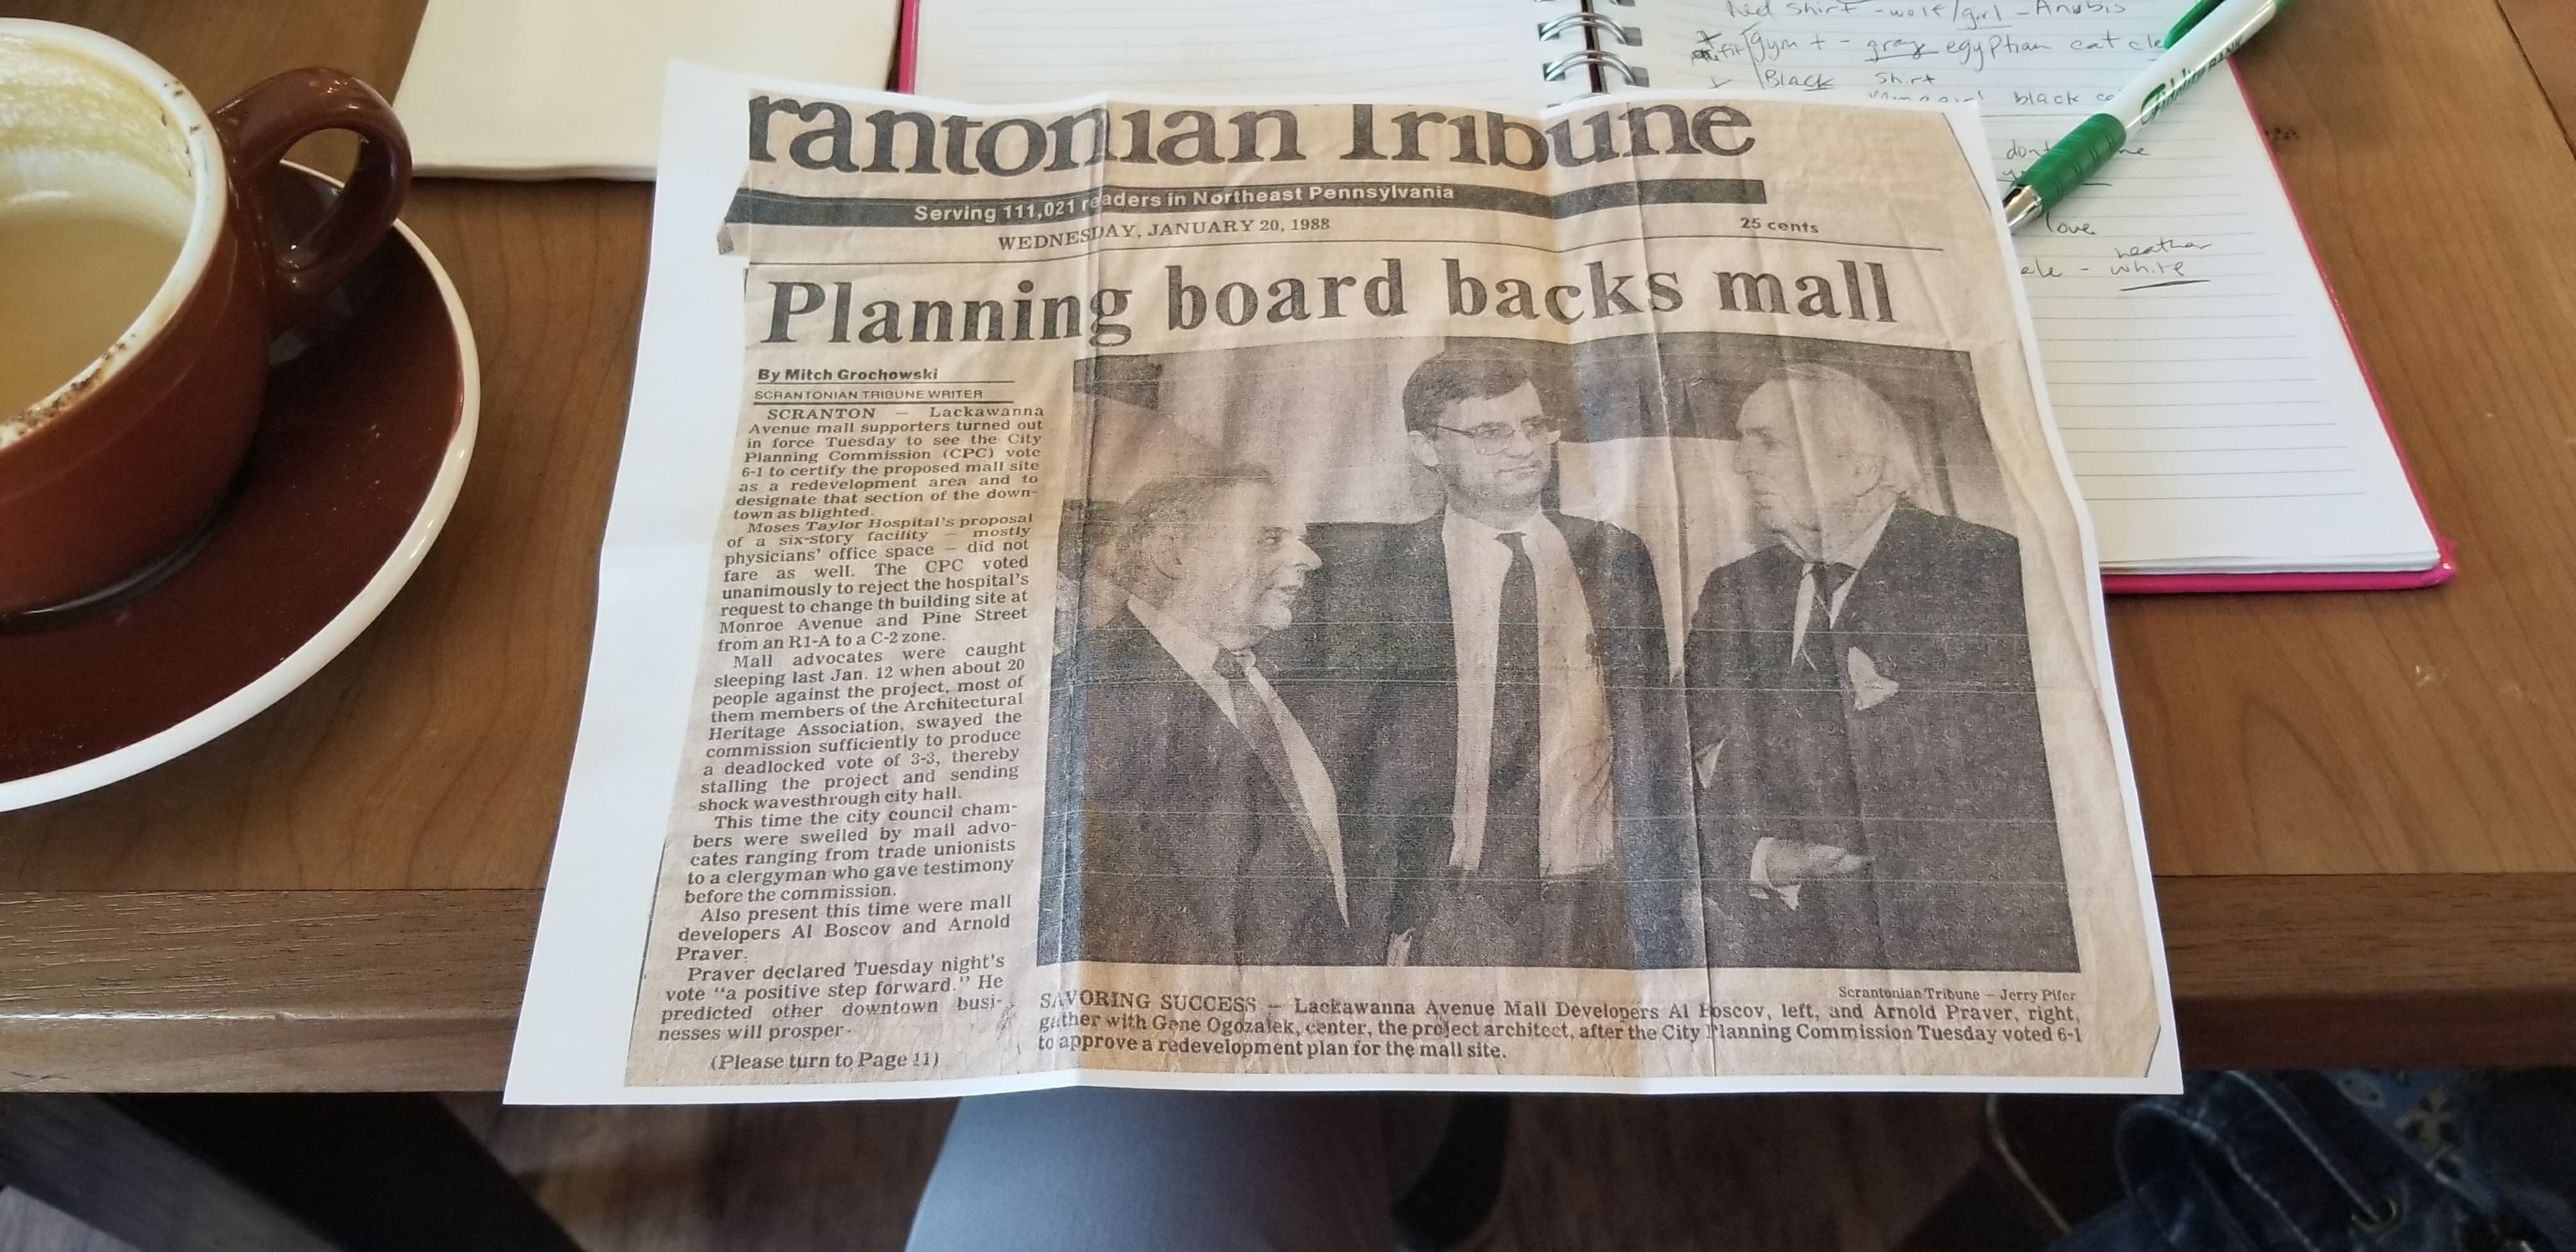 Red shirt - wolf/girl - Anubis
gym t - gray egyptian cat
Black shirt
black
dont
love
heather
white
rantonian Tribune
Serving 111,021 readers in Northeast Pennsylvania
WEDNESDAY, JANUARY 20, 1988
25 cents
Planning board backs mall
By Mitch Grochowski
SCRANTONIAN TRIBUNE WRITER
SCRANTON — Lackawanna
Avenue mall supporters turned out
in force Tuesday to see the City
Planning Commission (CPC) vote
6-1 to certify the proposed mall site
as a redevelopment area and to
designate that section of the down-
town as blighted.
Moses Taylor Hospital's proposal
of a six-story facility — mostly
physicians' office space — did not
fare as well. The CPC voted
unanimously to reject the hospital's
request to change th building site at
Monroe Avenue and Pine Street
from an R1-A to a C-2 zone.
Mall advocates were caught
sleeping last Jan. 12 when about 20
people against the project, most of
them members of the Architectural
Heritage Association, swayed the
commission sufficiently to produce
a deadlocked vote of 3-3, thereby
stalling the project and sending
shock wavesthrough city hall.
This time the city council cham-
bers were swelled by mall advo-
cates ranging from trade unionists
to a clergyman who gave testimony
before the commission.
Also present this time were mall
developers Al Boscov and Arnold
Praver.
Praver declared Tuesday night's
vote "a positive step forward." He
predicted other downtown busi-
nesses will prosper
(Please turn to Page 11)
Scrantonian Tribune — Jerry Pifer
SAVORING SUCCESS — Lackawanna Avenue Mall Developers Al Boscov, left, and Arnold Praver, right,
gather with Gene Ogozalek, center, the project architect, after the City Planning Commission Tuesday voted 6-1
to approve a redevelopment plan for the mall site.